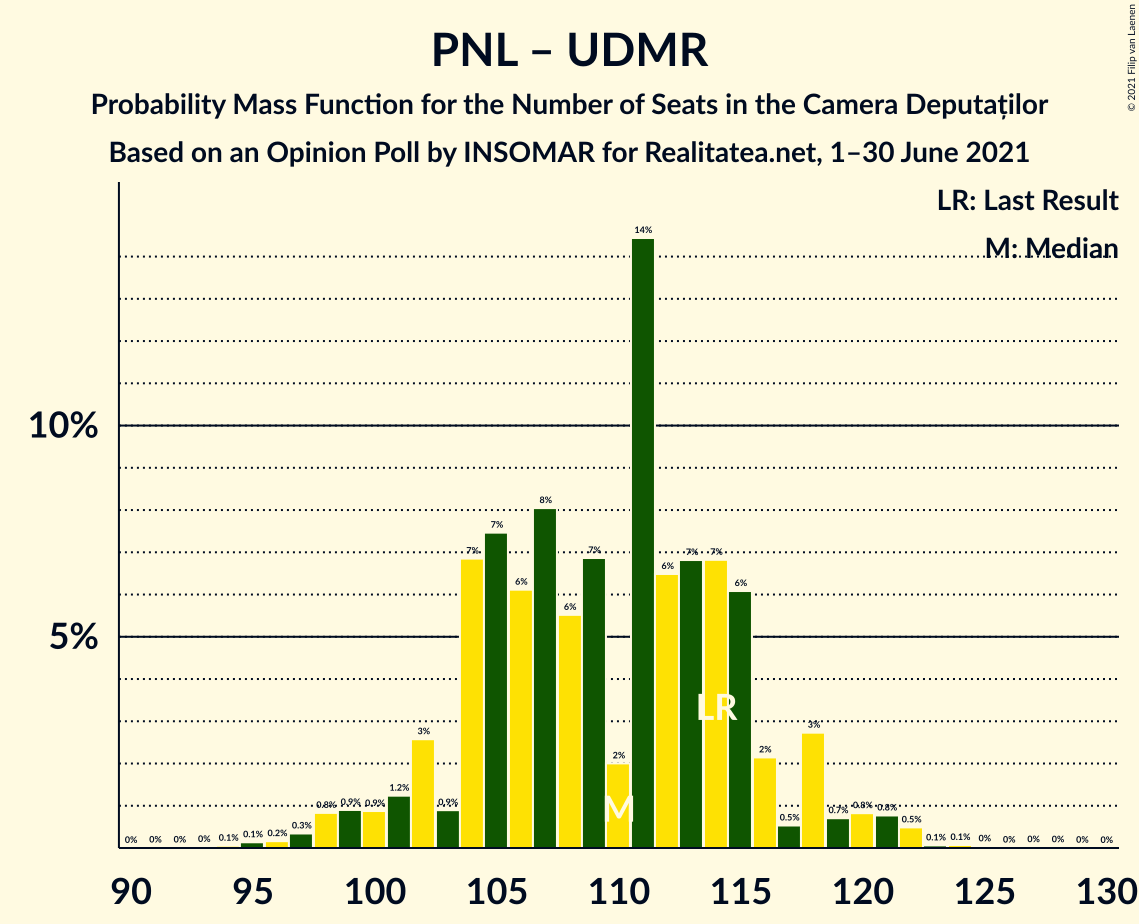 PNL – UDMR
Probability Mass Function for the Number of Seats in the Camera Deputaților
Based on an Opinion Poll by INSOMAR for Realitatea.net, 1–30 June 2021
© 2021 Filip van Laenen
LR: Last Result
M: Median
10%
5%
0% 0% 0% 0% 0.1% 0.1% 0.2% 0.3% 0.8% 0.9% 0.9% 1.2% 3% 0.9% 7% 7% 6% 8% 6% 7% 2% 14% 6% 7% 7% 6% 2% 0.5% 3% 0.7% 0.8% 0.8% 0.5% 0.1% 0.1% 0% 0% 0% 0% 0% 0%
LR
M
90 95 100 105 110 115 120 125 130